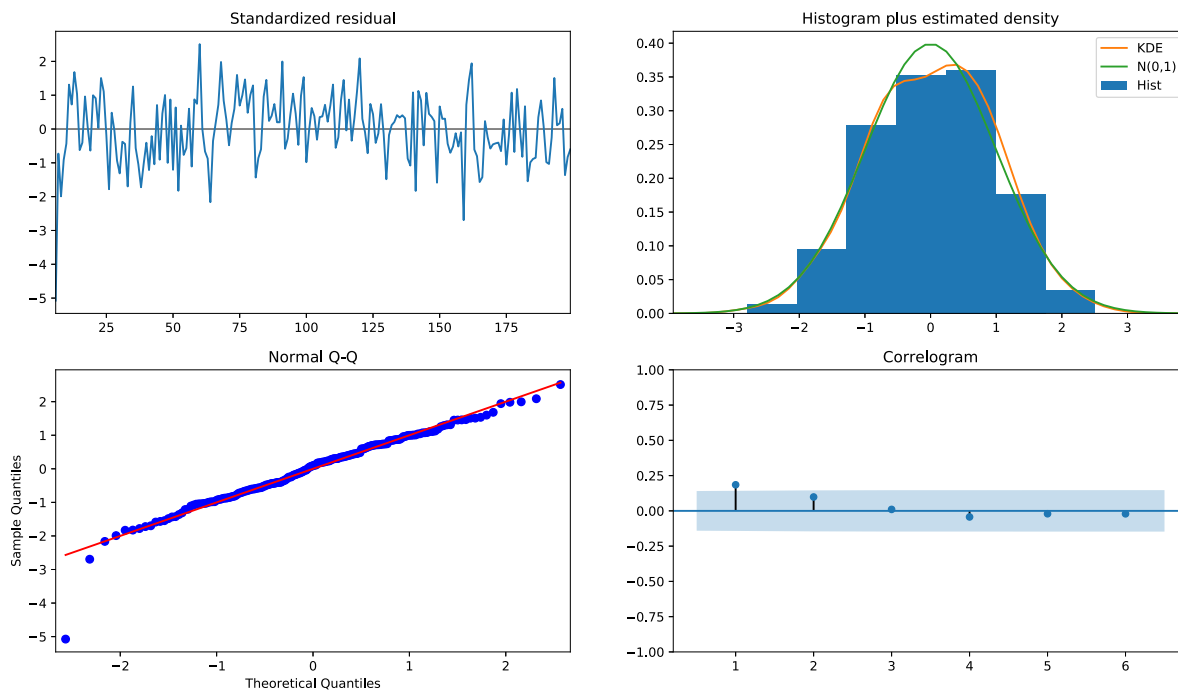 Standardized residual
2
1
0
−1
−2
−3
−4
−5
25 50 75 100 125 150 175
Histogram plus estimated density
KDE
N(0,1)
Hist
0.40
0.35
0.30
0.25
0.20
0.15
0.10
0.05
0.00
−3 −2 −1 0 1 2 3
Normal Q-Q
Sample Quantiles
2
1
0
−1
−2
−3
−4
−5
−2 −1 0 1 2
Theoretical Quantiles
Correlogram
1.00
0.75
0.50
0.25
0.00
−0.25
−0.50
−0.75
−1.00
1 2 3 4 5 6